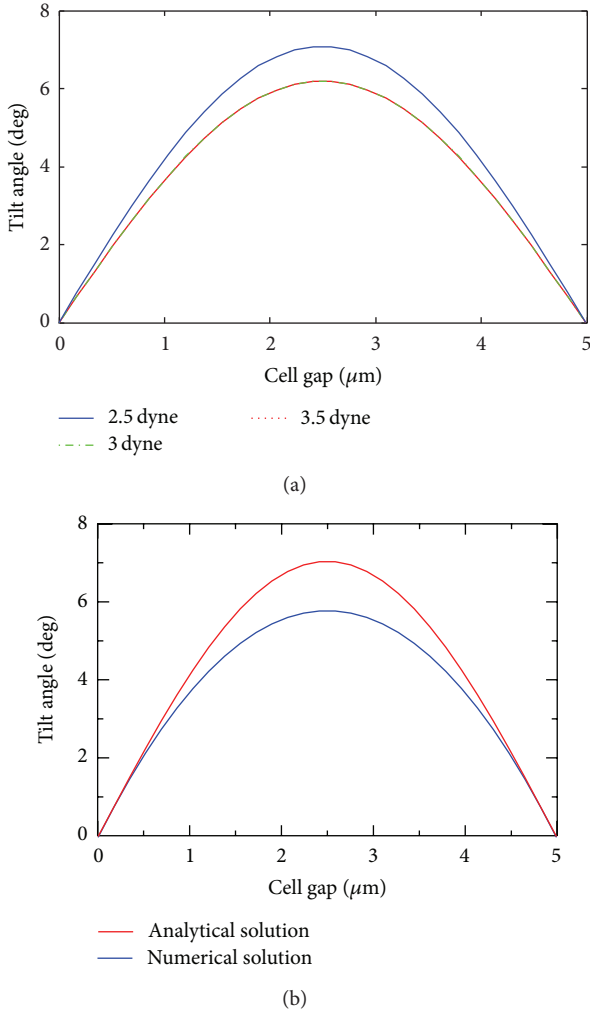 8
6
4
2
0
Tilt angle (deg)
0 1 2 3 4 5
Cell gap (μm)
2.5 dyne 3.5 dyne
3 dyne
(a)
8
6
4
2
0
Tilt angle (deg)
0 1 2 3 4 5
Cell gap (μm)
Analytical solution
Numerical solution
(b)